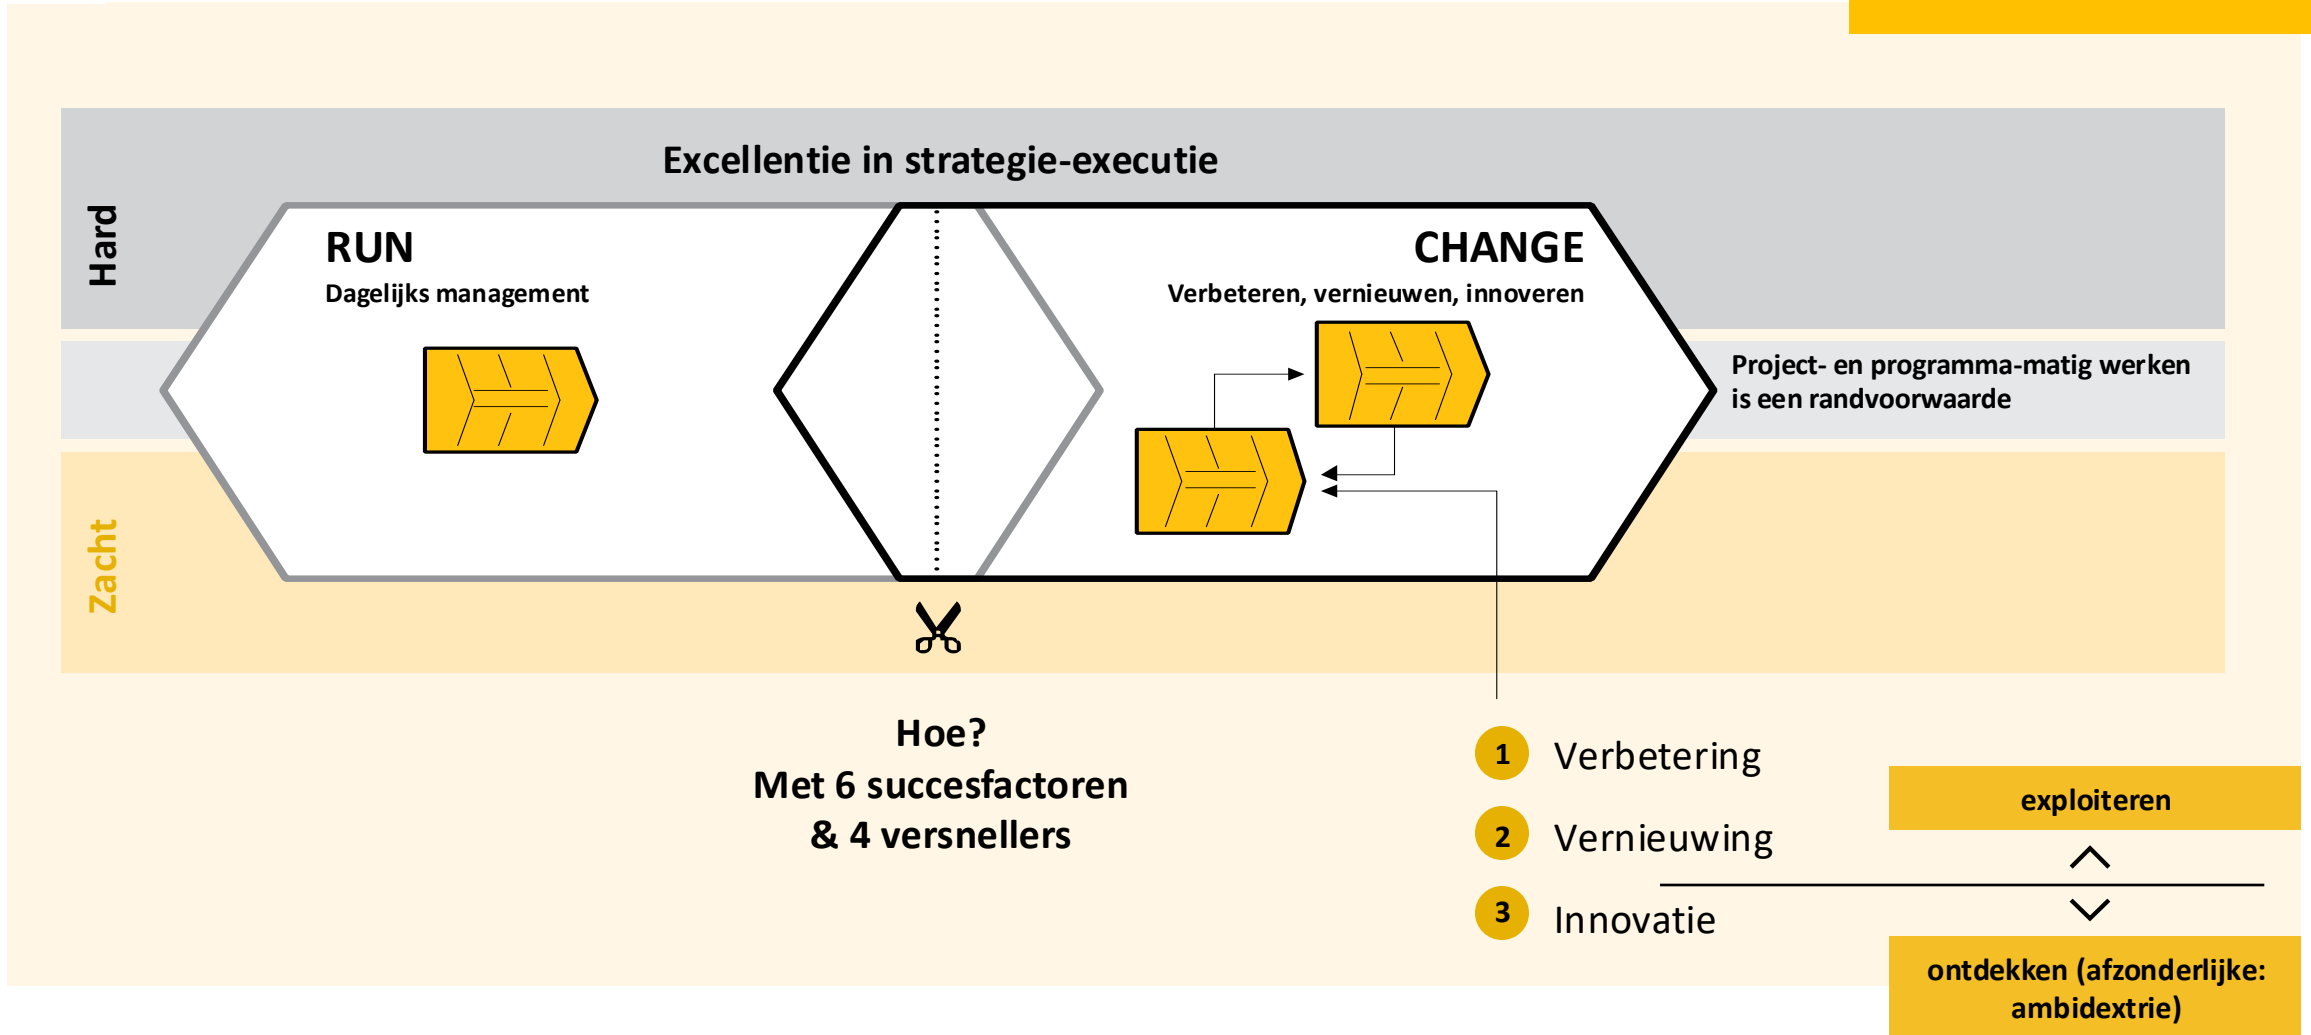 Excellentie in strategie-executie
Hard
RUN
Dagelijks management
CHANGE
Verbeteren, vernieuwen, innoveren
Project- en programma-matig werken
is een randvoorwaarde
Zacht
Hoe?
Met 6 succesfactoren
& 4 versnellers
1 Verbetering
2 Vernieuwing
3 Innovatie
exploiteren
ontdekken (afzonderlijke:
ambidextrie)